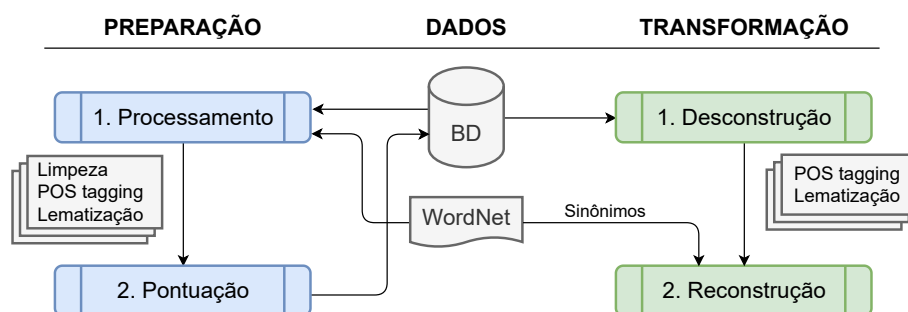 PREPARAÇÃO
DADOS
TRANSFORMAÇÃO
1. Processamento
BD
1. Desconstrução
Limpeza
POS tagging
Lematização
POS tagging
Lematização
WordNet
Sinônimos
2. Pontuação
2. Reconstrução